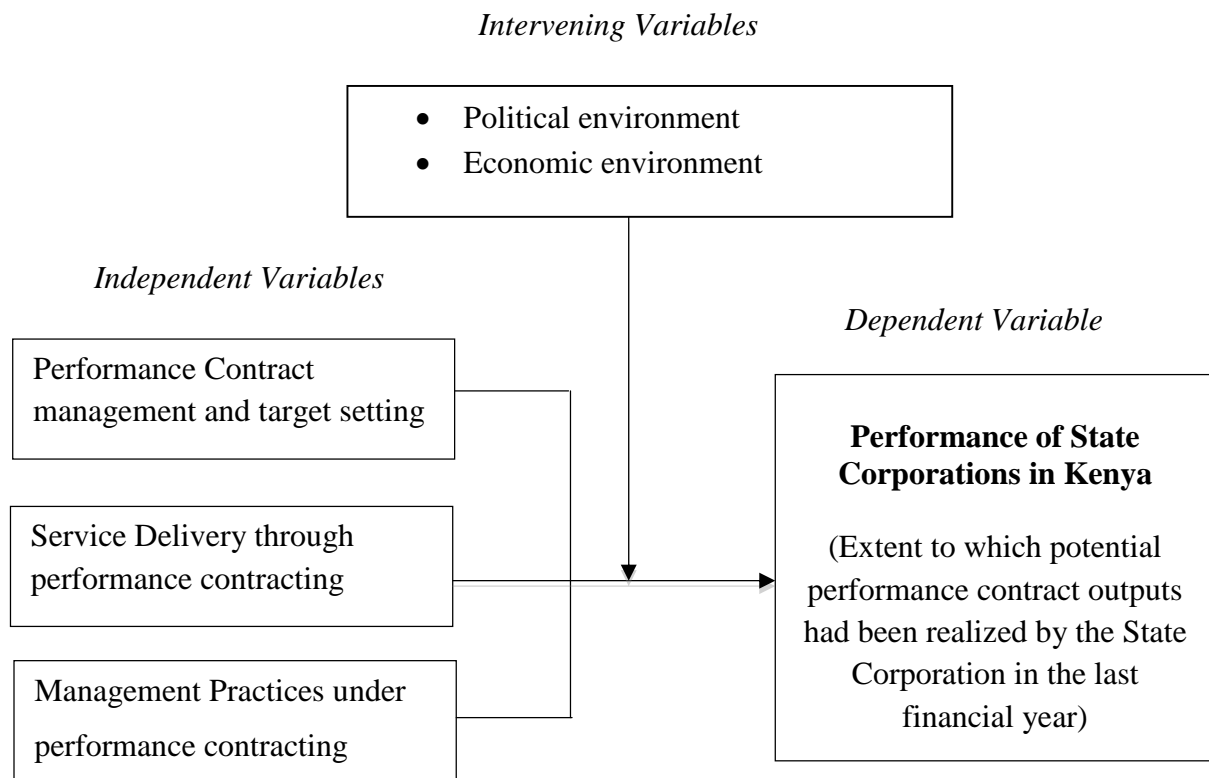 Intervening Variables
• Political environment
• Economic environment
Independent Variables
Dependent Variable
Performance Contract
management and target setting
Service Delivery through
performance contracting
Management Practices under
performance contracting
Performance of State
Corporations in Kenya
(Extent to which potential
performance contract outputs
had been realized by the State
Corporation in the last
financial year)